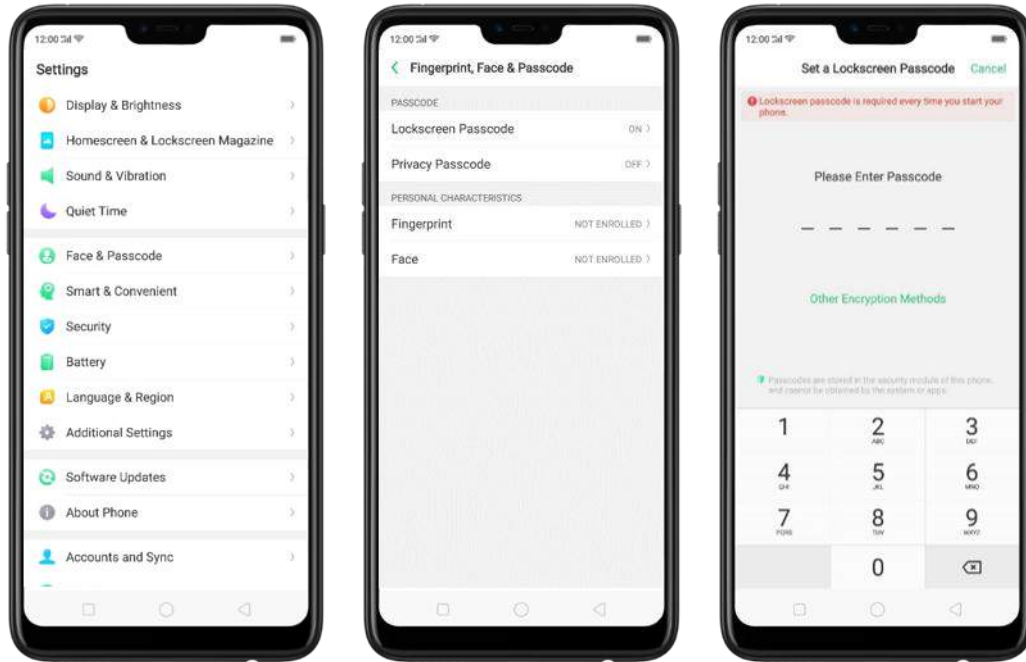 12:00
Settings
Display & Brightness
Homescreen & Lockscreen Magazine
Sound & Vibration
Quiet Time
Face & Passcode
Smart & Convenient
Security
Battery
Language & Region
Additional Settings
Software Updates
About Phone
Accounts and Sync
12:00
Fingerprint, Face & Passcode
PASSCODE
Lockscreen Passcode ON
Privacy Passcode OFF
PERSONAL CHARACTERISTICS
Fingerprint NOT ENROLLED
Face NOT ENROLLED
12:00
Set a Lockscreen Passcode Cancel
Lockscreen passcode is required every time you start your
phone.
Please Enter Passcode
Other Encryption Methods
Passcodes are stored in the security module of this phone,
and cannot be obtained by the system or apps.
1 2 3
ABC DEF
4 5 6
GHI JKL MNO
7 8 9
PQRS TUV WXYZ
0